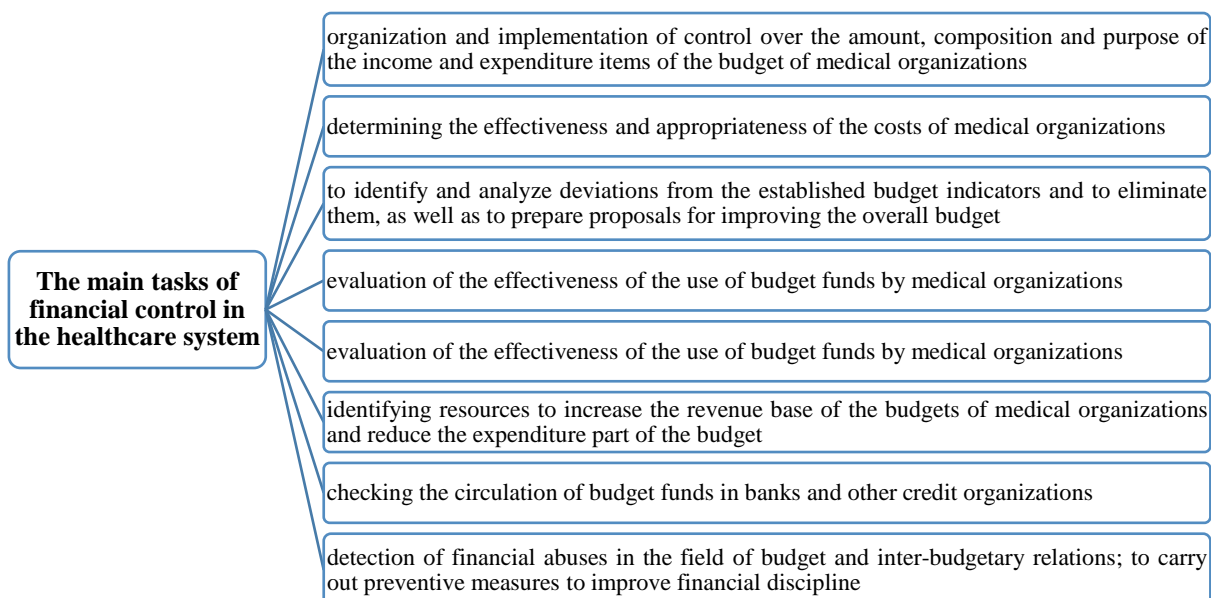 The main tasks of
financial control in
the healthcare system
organization and implementation of control over the amount, composition and purpose of
the income and expenditure items of the budget of medical organizations
determining the effectiveness and appropriateness of the costs of medical organizations
to identify and analyze deviations from the established budget indicators and to eliminate
them, as well as to prepare proposals for improving the overall budget
evaluation of the effectiveness of the use of budget funds by medical organizations
evaluation of the effectiveness of the use of budget funds by medical organizations
identifying resources to increase the revenue base of the budgets of medical organizations
and reduce the expenditure part of the budget
checking the circulation of budget funds in banks and other credit organizations
detection of financial abuses in the field of budget and inter-budgetary relations; to carry
out preventive measures to improve financial discipline